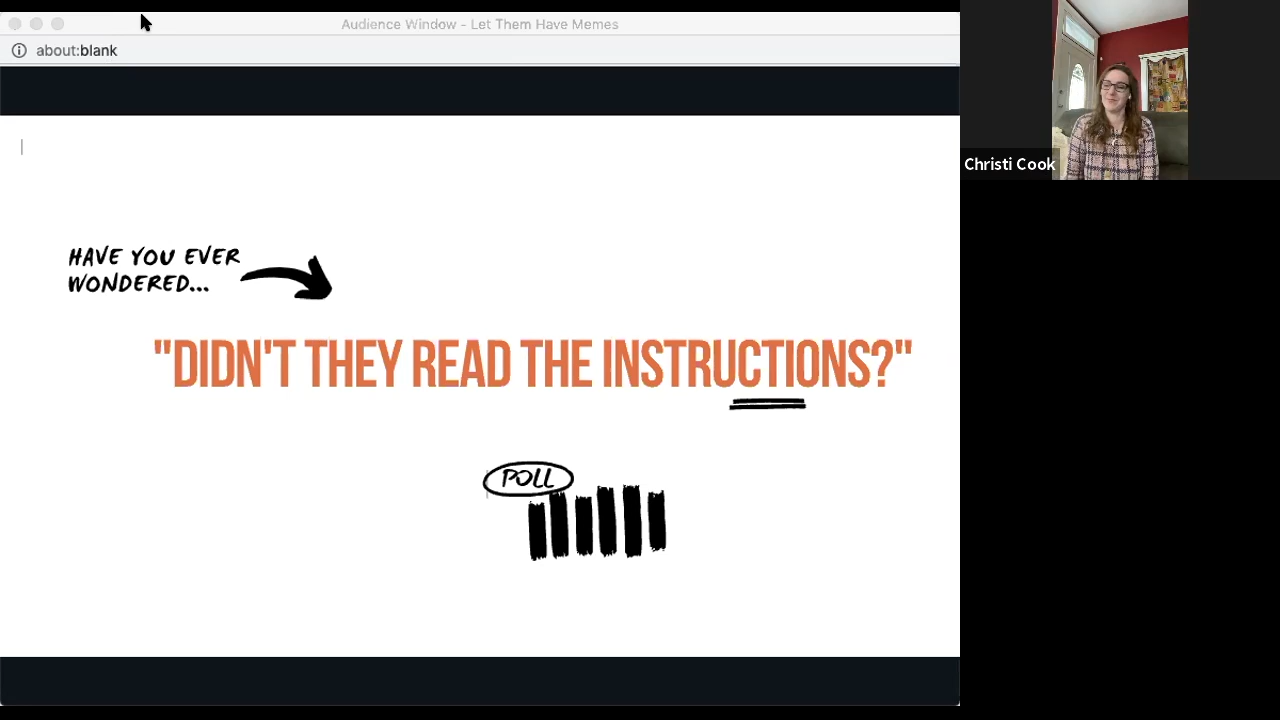 Audience Window - Let Them Have Memes
about:blank
Christi Cook
HAVE YOU EVER
WONDERED...
"DIDN'T THEY READ THE INSTRUCTIONS?"
POLL